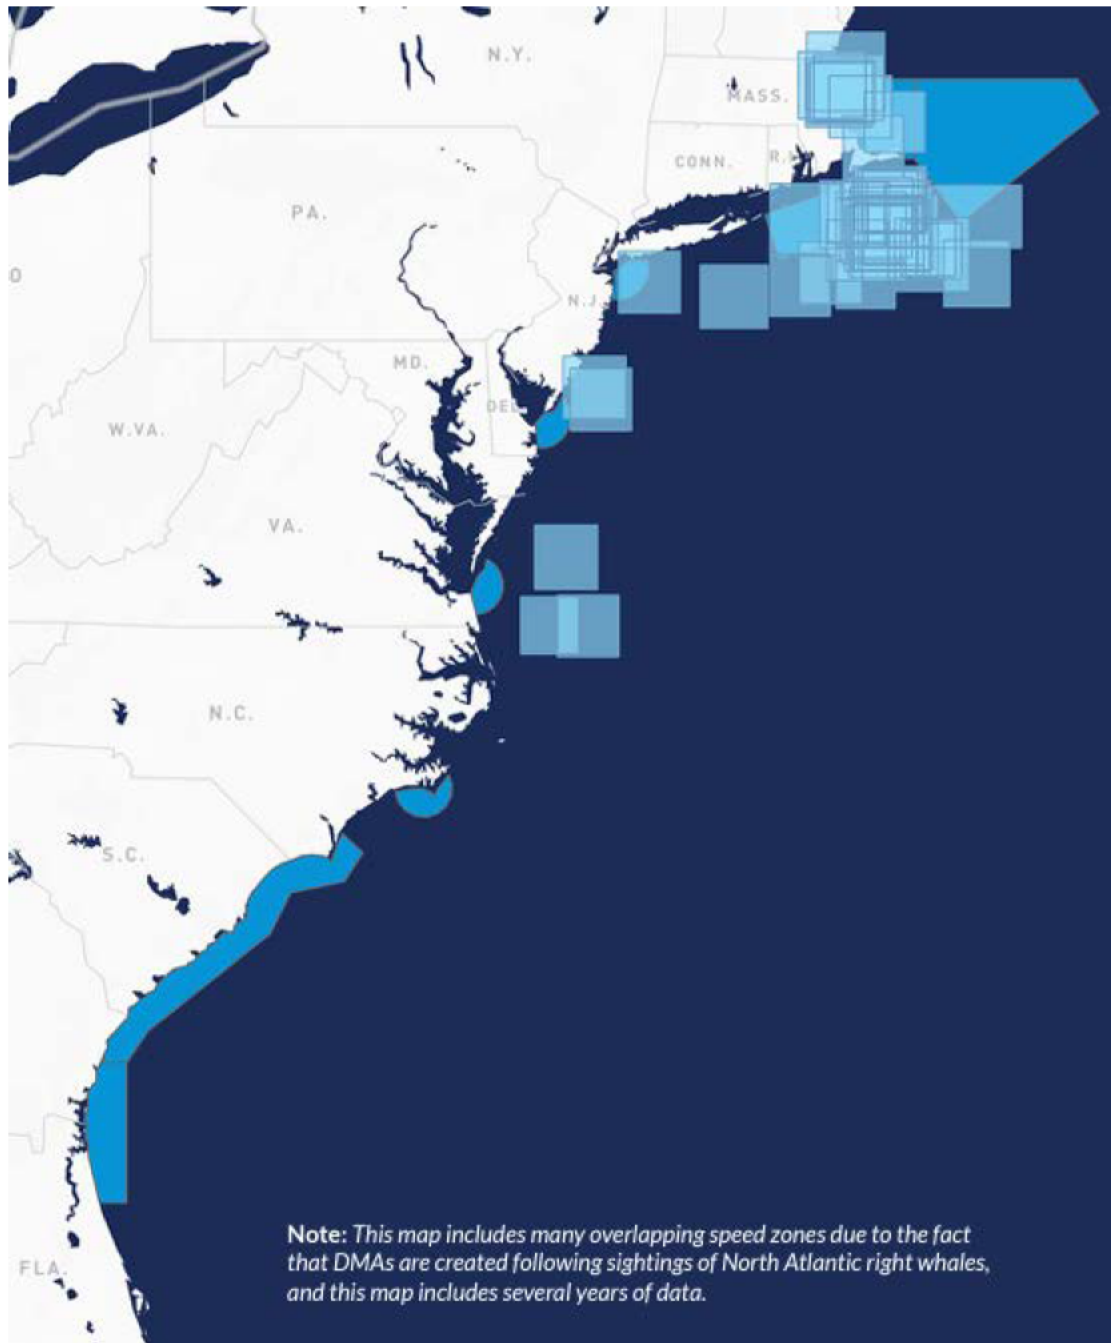 N.Y.
MASS.
CONN.
R.I.
PA.
O
N.J.
MD.
DEL.
W.VA.
VA.
N.C.
S.C.
Note: This map includes many overlapping speed zones due to the fact
that DMAs are created following sightings of North Atlantic right whales,
and this map includes several years of data.
FLA.